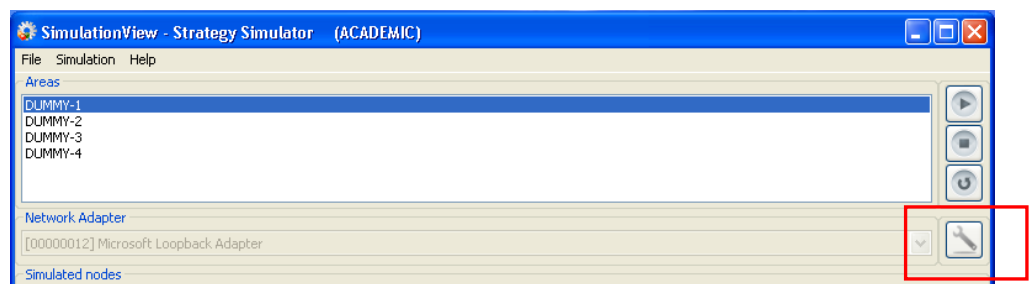 SimulationView - Strategy Simulator (ACADEMIC)
File Simulation Help
Areas
DUMMY-1
DUMMY-2
DUMMY-3
DUMMY-4
Network Adapter
[00000012] Microsoft Loopback Adapter
Simulated nodes